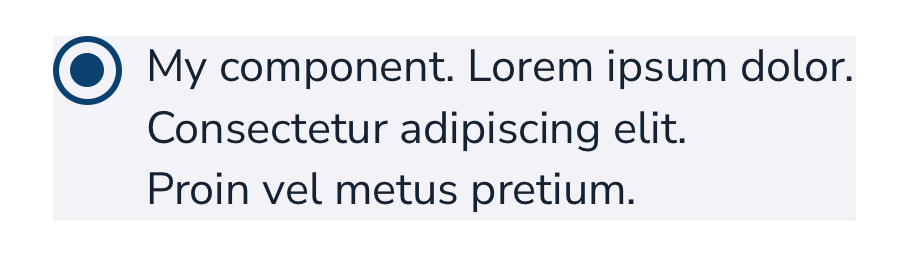 My component. Lorem ipsum dolor.
Consectetur adipiscing elit.
Proin vel metus pretium.